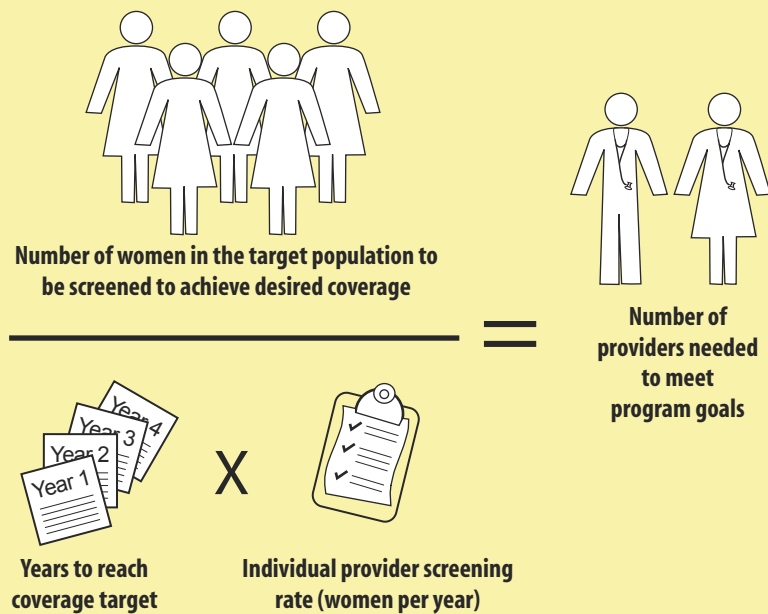 Number of women in the target population to
be screened to achieve desired coverage
=
Number of
providers needed
to meet
program goals
Year 1
Year 2
Year 3
Year 4
X
Years to reach
coverage target
Individual provider screening
rate (women per year)